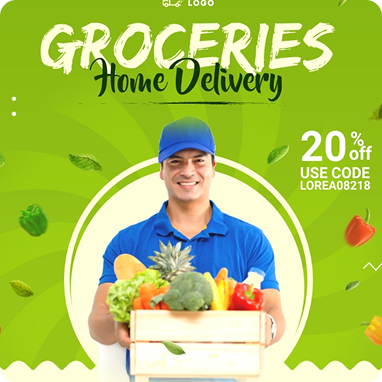 LOGO
GROCERIES
Home Delivery
20% off
USE CODE
LOREA08218